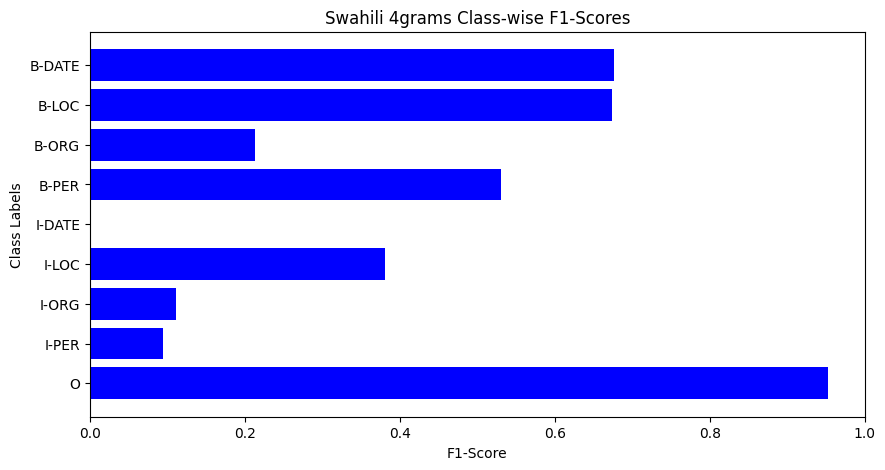 Swahili 4grams Class-wise F1-Scores
B-DATE
B-LOC
B-ORG
B-PER
I-DATE
I-LOC
I-ORG
I-PER
O
Class Labels
0.0 0.2 0.4 0.6 0.8 1.0
F1-Score